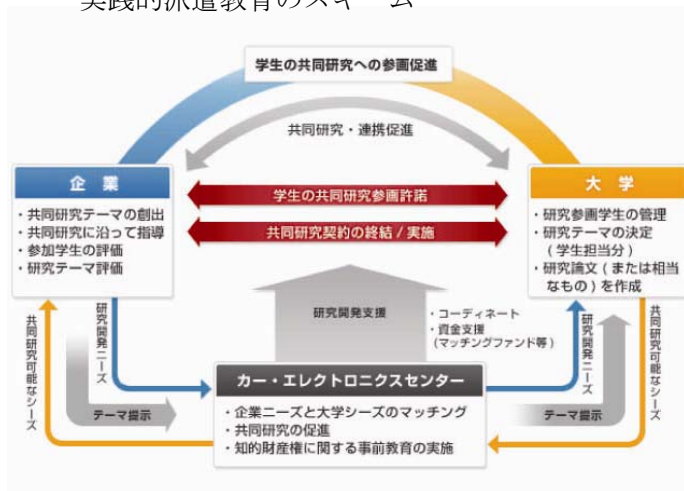 実践的派遣教育のスキーム
学生の共同研究への参画促進
共同研究・連携促進
企 業
・共同研究テーマの創出
・共同研究に沿って指導
・参加学生の評価
・研究テーマ評価
学生の共同研究参画許諾
共同研究契約の終結 / 実施
大 学
・研究参画学生の管理
・研究テーマの決定
(学生担当分)
・研究論文(または相当
なもの)を作成
共同研究可能なシーズ
研究開発ニーズ
テーマ提示
研究開発支援
・コーディネート
・資金支援
(マッチングファンド等)
カー・エレクトロニクスセンター
・企業ニーズと大学シーズのマッチング
・共同研究の促進
・知的財産権に関する事前教育の実施
テーマ提示
研究開発ニーズ
共同研究可能なシーズ